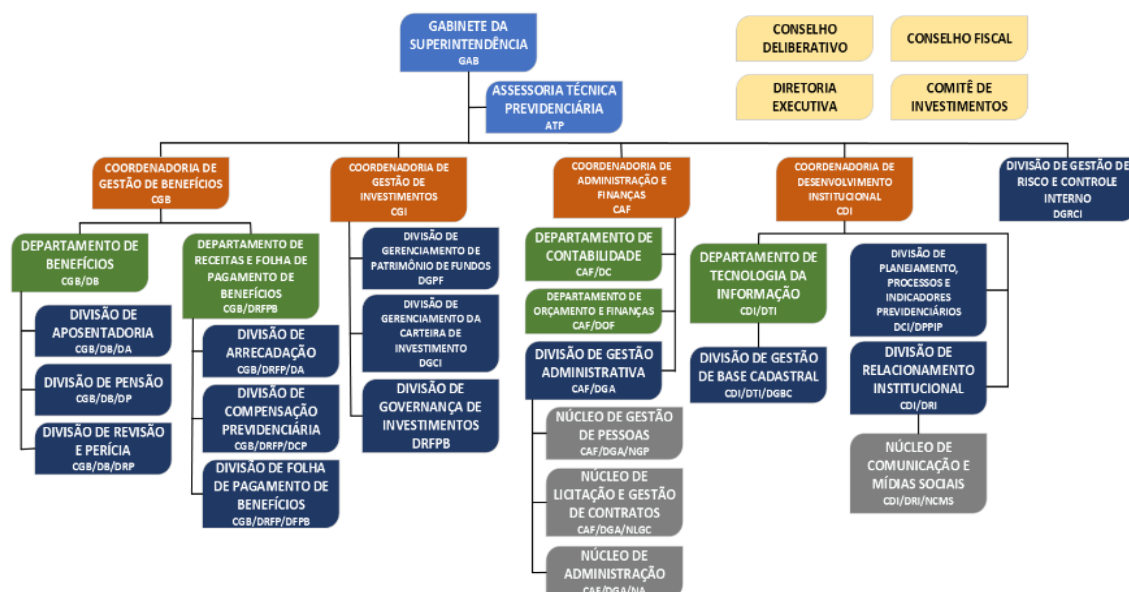 GABINETE DA
SUPERINTENDÊNCIA
GAB
CONSELHO
DELIBERATIVO
CONSELHO FISCAL
ASSESSORIA TÉCNICA
PREVIDENCIÁRIA
ATP
DIRETORIA
EXECUTIVA
COMITÊ DE
INVESTIMENTOS
COORDENADORIA DE
GESTÃO DE BENEFÍCIOS
CGB
COORDENADORIA DE
GESTÃO DE
INVESTIMENTOS
CGI
COORDENADORIA DE
ADMINISTRAÇÃO E
FINANÇAS
CAF
COORDENADORIA DE
DESENVOLVIMENTO
INSTITUCIONAL
CDI
DIVISÃO DE GESTÃO DE
RISCO E CONTROLE
INTERNO
DGRCI
DEPARTAMENTO DE
BENEFÍCIOS
CGB/DB
DIVISÃO DE
APOSENTADORIA
CGB/DB/DA
DIVISÃO DE PENSÃO
CGB/DB/DP
DIVISÃO DE REVISÃO
E PERÍCIA
CGB/DB/DRP
DEPARTAMENTO DE
RECEITAS E FOLHA DE
PAGAMENTO DE
BENEFÍCIOS
CGB/DRFPB
DIVISÃO DE
ARRECADAÇÃO
CGB/DRFP/DA
DIVISÃO DE
COMPENSAÇÃO
PREVIDENCIÁRIA
CGB/DRFP/DCP
DIVISÃO DE FOLHA
DE PAGAMENTO DE
BENEFÍCIOS
CGB/DRFP/DFPB
DIVISÃO DE
GERENCIAMENTO DE
PATRIMÔNIO DE FUNDOS
DGPF
DIVISÃO DE
GERENCIAMENTO DA
CARTEIRA DE
INVESTIMENTO
DGCI
DIVISÃO DE
GOVERNANÇA DE
INVESTIMENTOS
DRFPB
DEPARTAMENTO DE
CONTABILIDADE
CAF/DC
DEPARTAMENTO DE
ORÇAMENTO E FINANÇAS
CAF/DOF
DIVISÃO DE GESTÃO
ADMINISTRATIVA
CAF/DGA
NÚCLEO DE GESTÃO
DE PESSOAS
CAF/DGA/NGP
NÚCLEO DE
LICITAÇÃO E GESTÃO
DE CONTRATOS
CAF/DGA/NLGC
NÚCLEO DE
ADMINISTRAÇÃO
CAF/DGA/NA
DEPARTAMENTO DE
TECNOLOGIA DA
INFORMAÇÃO
CDI/DTI
DIVISÃO DE GESTÃO
DE BASE CADASTRAL
CDI/DTI/DGBC
DIVISÃO DE
PLANEJAMENTO,
PROCESSOS E
INDICADORES
PREVIDENCIÁRIOS
DCI/DPPIP
DIVISÃO DE
RELACIONAMENTO
INSTITUCIONAL
CDI/DRI
NÚCLEO DE
COMUNICAÇÃO E
MÍDIAS SOCIAIS
CDI/DRI/NCMS